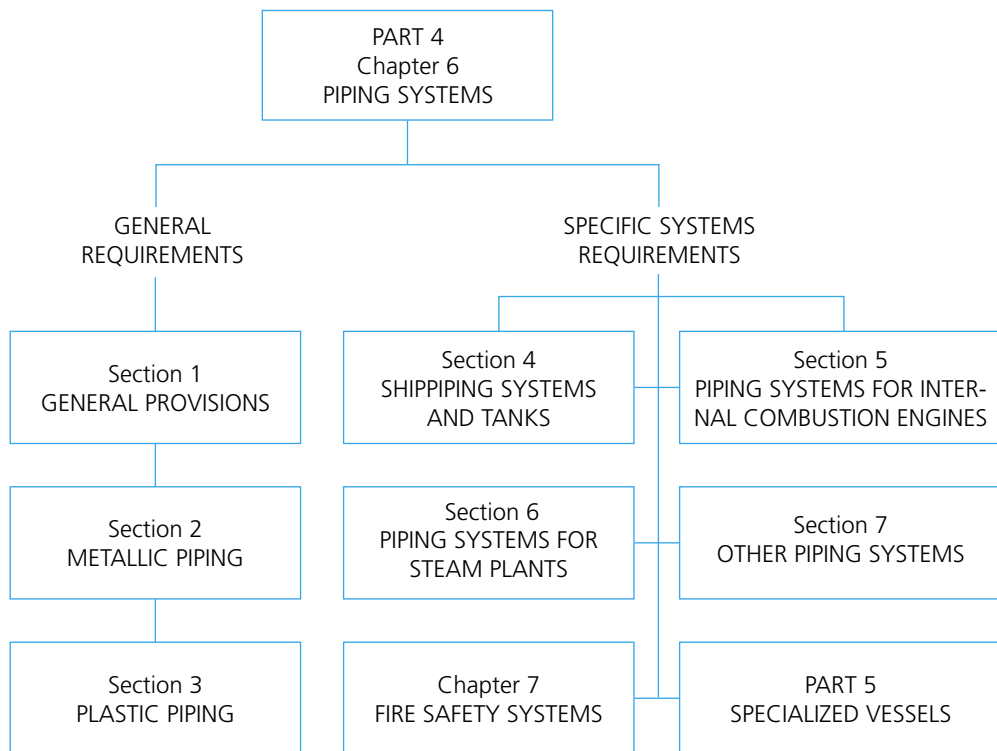 PART 4
Chapter 6
PIPING SYSTEMS
GENERAL
REQUIREMENTS
SPECIFIC SYSTEMS
REQUIREMENTS
Section 1
GENERAL PROVISIONS
Section 4
SHIPPIPING SYSTEMS
AND TANKS
Section 5
PIPING SYSTEMS FOR INTER-
NAL COMBUSTION ENGINES
Section 2
METALLIC PIPING
Section 6
PIPING SYSTEMS FOR
STEAM PLANTS
Section 7
OTHER PIPING SYSTEMS
Section 3
PLASTIC PIPING
Chapter 7
FIRE SAFETY SYSTEMS
PART 5
SPECIALIZED VESSELS